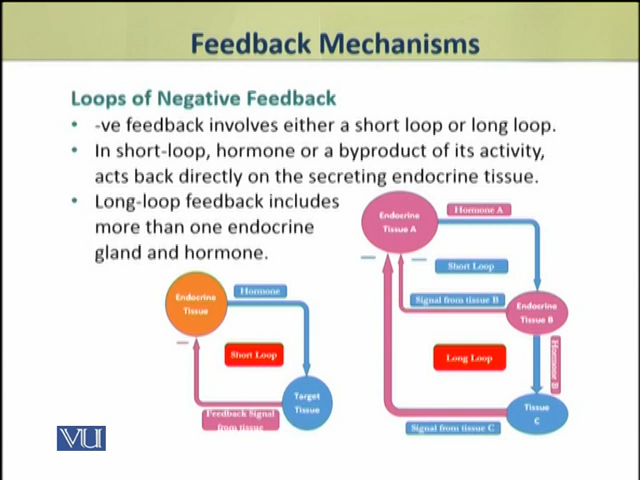 Feedback Mechanisms
Loops of Negative Feedback
• -ve feedback involves either a short loop or long loop.
• In short-loop, hormone or a byproduct of its activity,
acts back directly on the secreting endocrine tissue.
• Long-loop feedback includes
more than one endocrine
gland and hormone.
Endocrine
Tissue A
Hormone A
Short Loop
Signal from tissue B
Endocrine
Tissue B
Long Loop
Hormone B
Tissue
C
Signal from tissue C
Endocrine
Tissue
Hormone
Short Loop
Target
Tissue
Feedback Signal
from tissue
VU